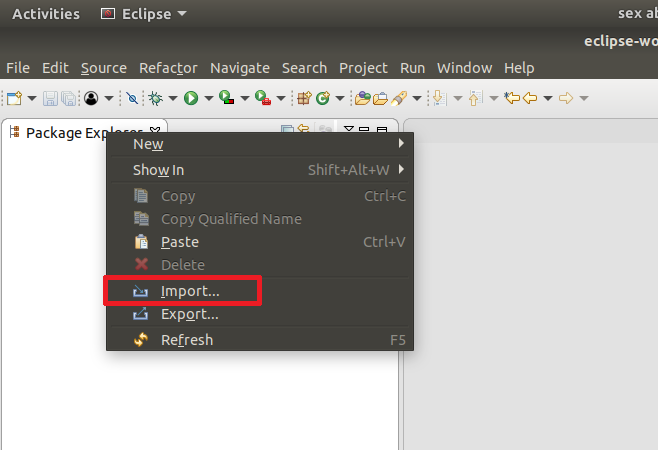 Activities Eclipse sex ab
eclipse-wo
File Edit Source Refactor Navigate Search Project Run Window Help
Package Explorer
New
Show In Shift+Alt+W
Copy Ctrl+C
Copy Qualified Name
Paste Ctrl+V
Delete
Import...
Export...
Refresh F5